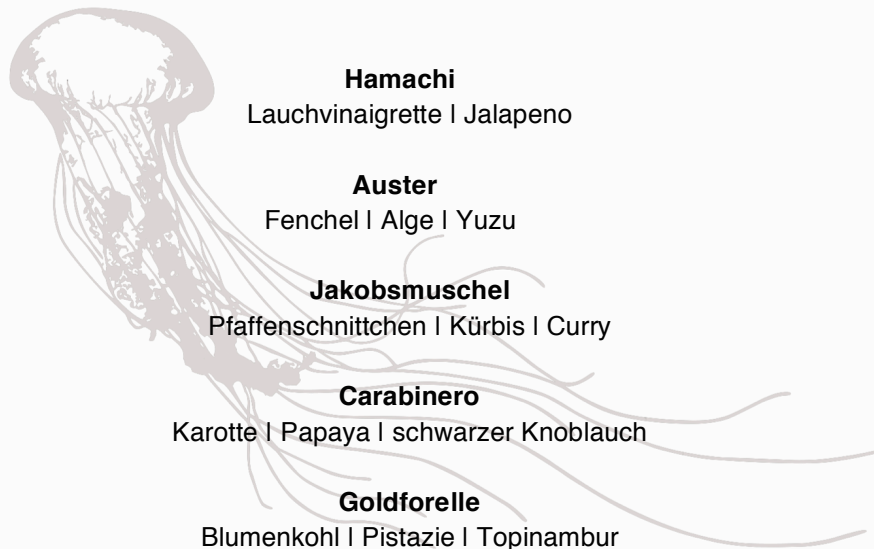 Hamachi
Lauchvinaigrette | Jalapeno
Auster
Fenchel | Alge | Yuzu
Jakobsmuschel
Pfaffenschnittchen | Kürbis | Curry
Carabinero
Karotte | Papaya | schwarzer Knoblauch
Goldforelle
Blumenkohl | Pistazie | Topinambur